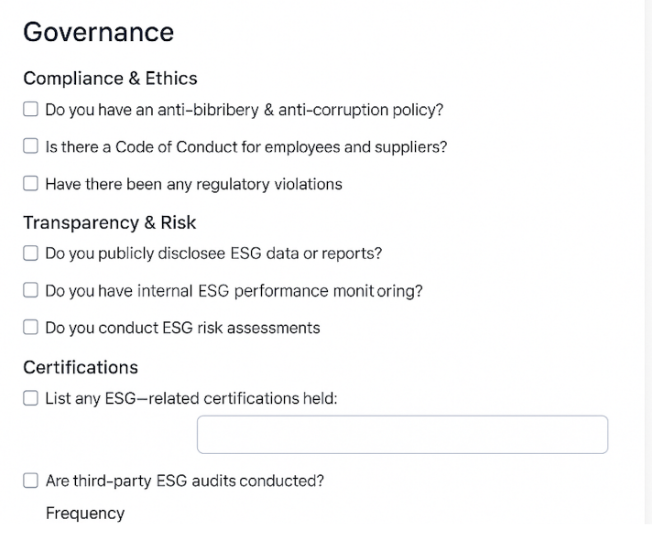 Governance
Compliance & Ethics
Do you have an anti-bibribery & anti-corruption policy?
Is there a Code of Conduct for employees and suppliers?
Have there been any regulatory violations
Transparency & Risk
Do you publicly disclosee ESG data or reports?
Do you have internal ESG performance monitoring?
Do you conduct ESG risk assessments
Certifications
List any ESG—related certifications held:
Are third-party ESG audits conducted?
Frequency